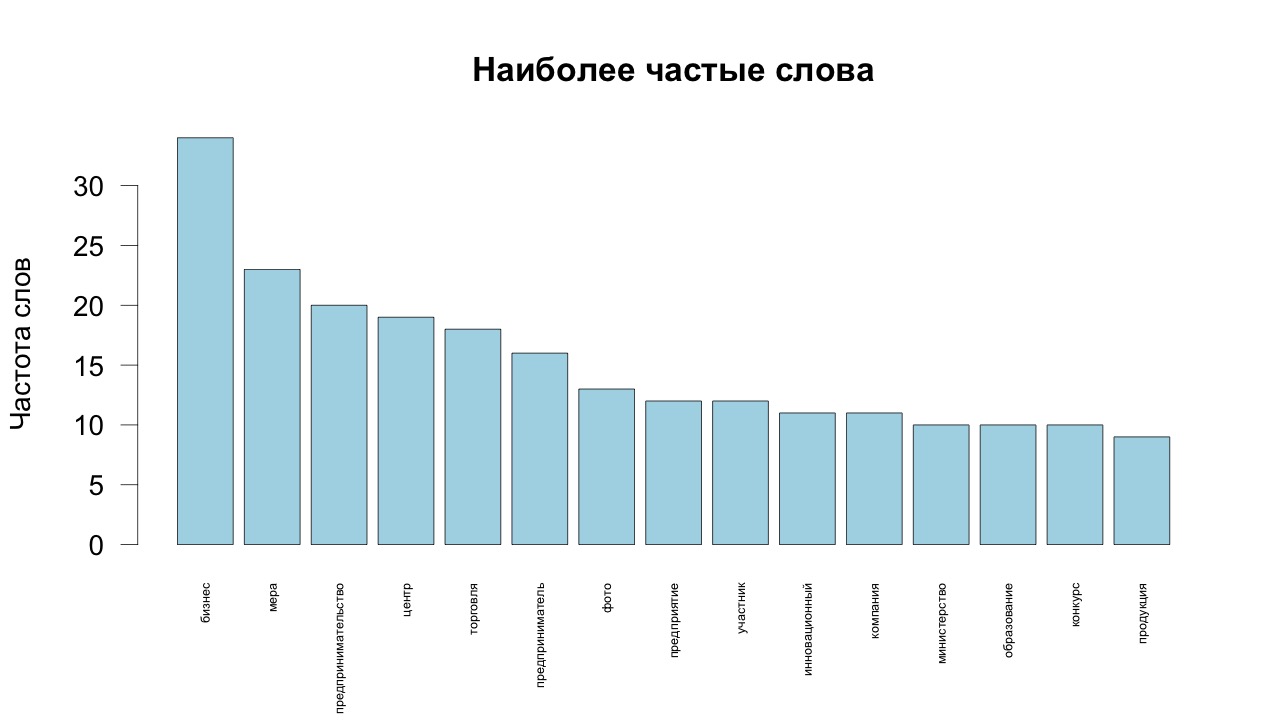 Наиболее частые слова
Частота слов
30
25
20
15
10
5
0
бизнес
мера
предпринимательство
центр
торговля
предприниматель
фото
предприятие
участник
инновационный
компания
министерство
образование
конкурс
продукция